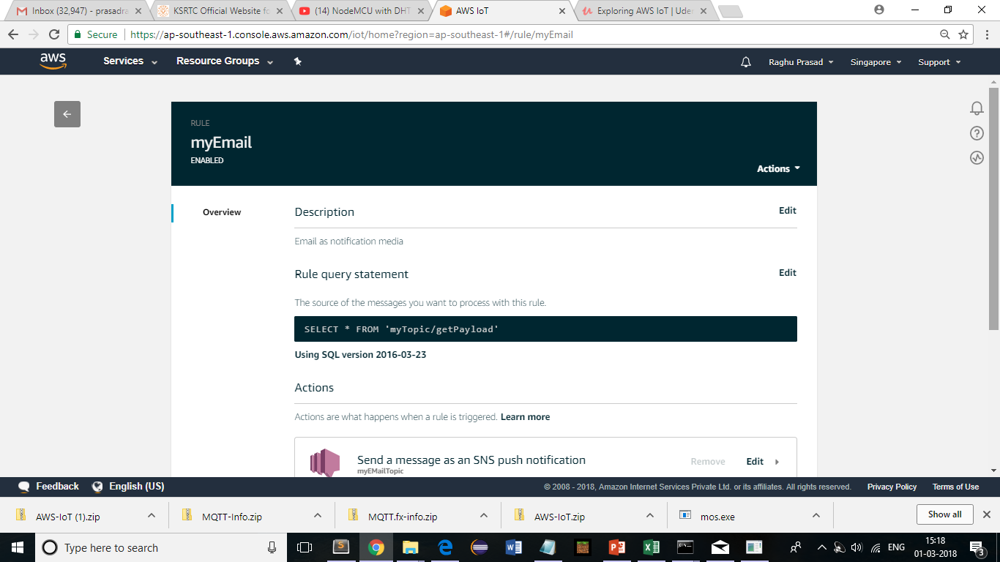 Inbox (32,947) - prasadra
KSRTC Official Website fo
(14) NodeMCU with DHT
AWS IoT
Exploring AWS IoT | Uder
Secure
https://ap-southeast-1.console.aws.amazon.com/iot/home?region=ap-southeast-1#/rule/myEmail
aws
Services
Resource Groups
Raghu Prasad
Singapore
Support
RULE
myEmail
ENABLED
Actions
Overview
Description
Edit
Email as notification media
Rule query statement
Edit
The source of the messages you want to process with this rule.
SELECT * FROM 'myTopic/getPayload'
Using SQL version 2016-03-23
Actions
Actions are what happens when a rule is triggered. Learn more
Send a message as an SNS push notification
myEMailTopic
Remove
Edit
Feedback
English (US)
© 2008 - 2018, Amazon Internet Services Private Ltd. or its affiliates. All rights reserved.
Privacy Policy
Terms of Use
AWS-IoT (1).zip
MQTT-Info.zip
MQTT.fx-info.zip
AWS-IoT.zip
mos.exe
Show all
Type here to search
ENG
15:18
01-03-2018
3